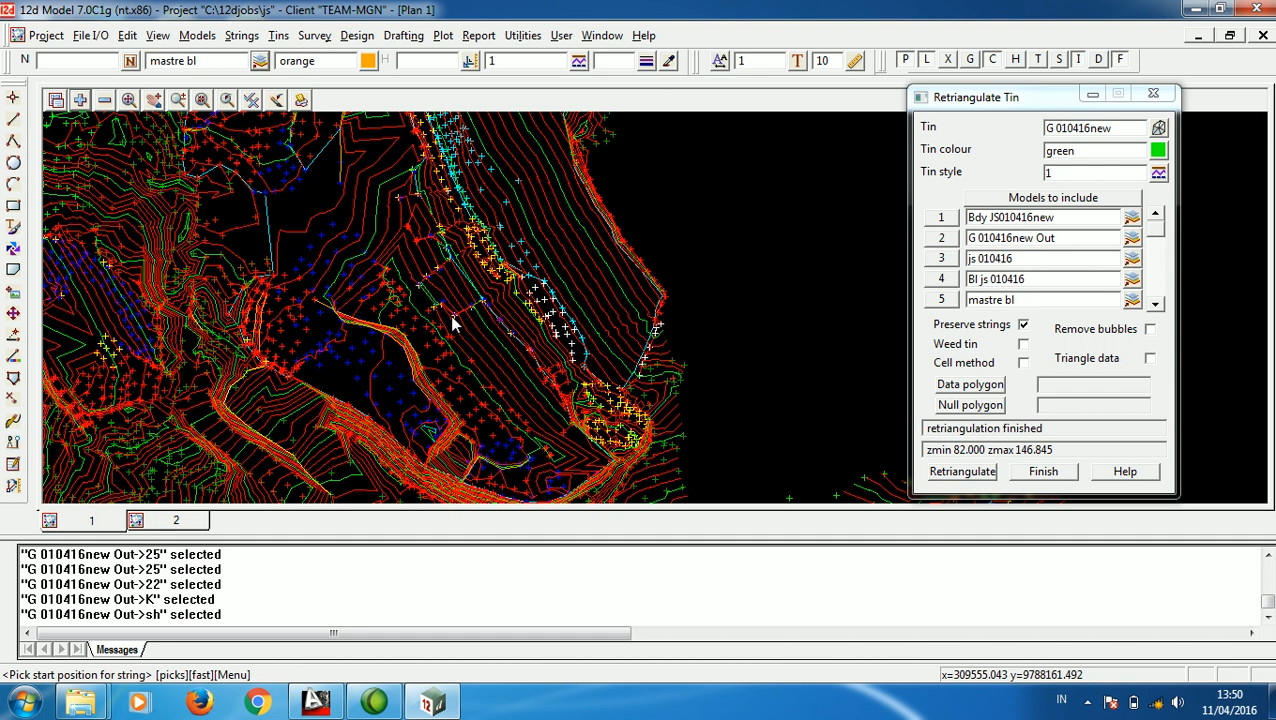 12d Model 7.0C1g (nt.x86) - Project "C:\12djobs\js" - Client "TEAM-MGN" - [Plan 1]
Project File I/O Edit View Models Strings Tins Survey Design Drafting Plot Report Utilities User Window Help
N N mastre bl orange H 1 1 T 10 P L X G C H T S I D F
Retriangulate Tin
Tin G 010416new
Tin colour green
Tin style 1
Models to include
1 Bdy JS010416new
2 G 010416new Out
3 js 010416
4 Bl js 010416
5 mastre bl
Preserve strings Remove bubbles
Weed tin
Cell method Triangle data
Data polygon
Null polygon
retriangulation finished
zmin 82.000 zmax 146.845
Retriangulate Finish Help
1 2
"G 010416new Out->25" selected
"G 010416new Out->25" selected
"G 010416new Out->22" selected
"G 010416new Out->K" selected
"G 010416new Out->sh" selected
Messages
<Pick start position for string> [picks][fast][Menu] x=309555.043 y=9788161.492
IN 13:50
11/04/2016